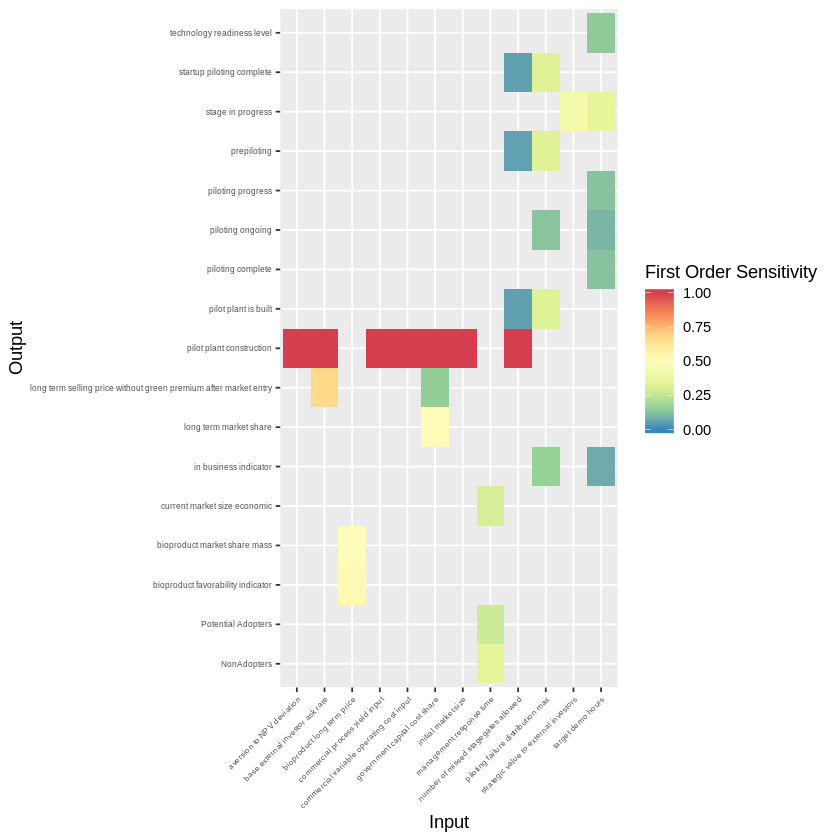 technology readiness level
startup piloting complete
stage in progress
prepiloting
piloting progress
piloting ongoing
piloting complete
pilot plant is built
pilot plant construction
long term selling price without green premium after market entry
long term market share
in business indicator
current market size economic
bioproduct market share mass
bioproduct favorability indicator
Potential Adopters
NonAdopters
Output
aversion to NPV deviation
base external investor ask rate
bioproduct long term price
commercial process yield input
commercial variable operating cost input
government capital cost share
initial market size
management response time
number of missed stagegates allowed
piloting failure distribution max
strategic value to external investors
target demo hours
Input
First Order Sensitivity
1.00
0.75
0.50
0.25
0.00